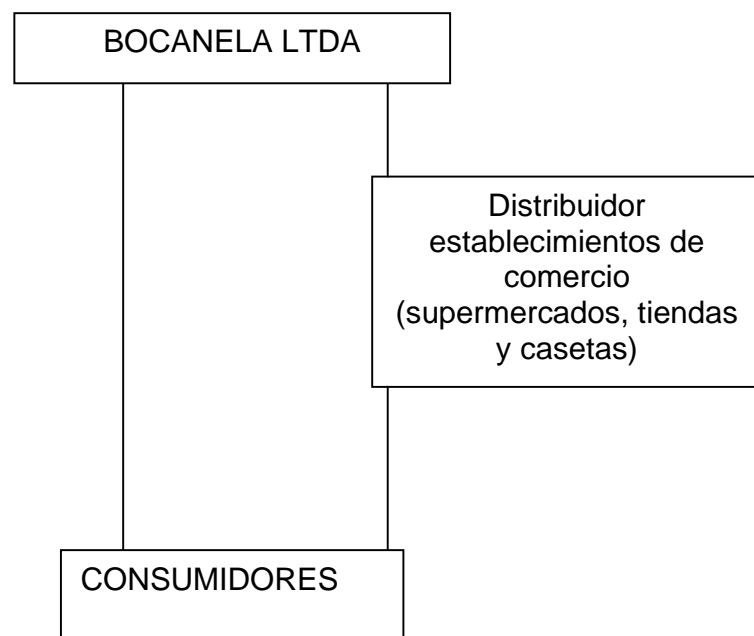 BOCANELA LTDA
Distribuidor
establecimientos de
comercio
(supermercados, tiendas
y casetas)
CONSUMIDORES